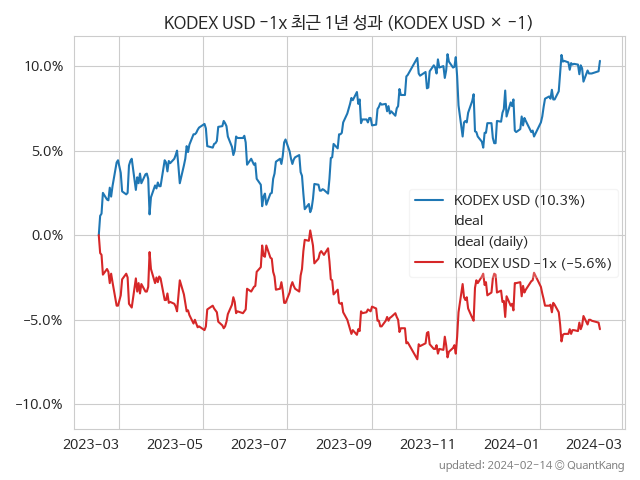 KODEX USD −1x 최근 1년 성과 (KODEX USD × −1)
10.0%
5.0%
0.0%
−5.0%
−10.0%
KODEX USD (10.3%)
Ideal
Ideal (daily)
KODEX USD −1x (−5.6%)
2023−03 2023−05 2023−07 2023−09 2023−11 2024−01 2024−03
updated: 2024−02−14 © QuantKang